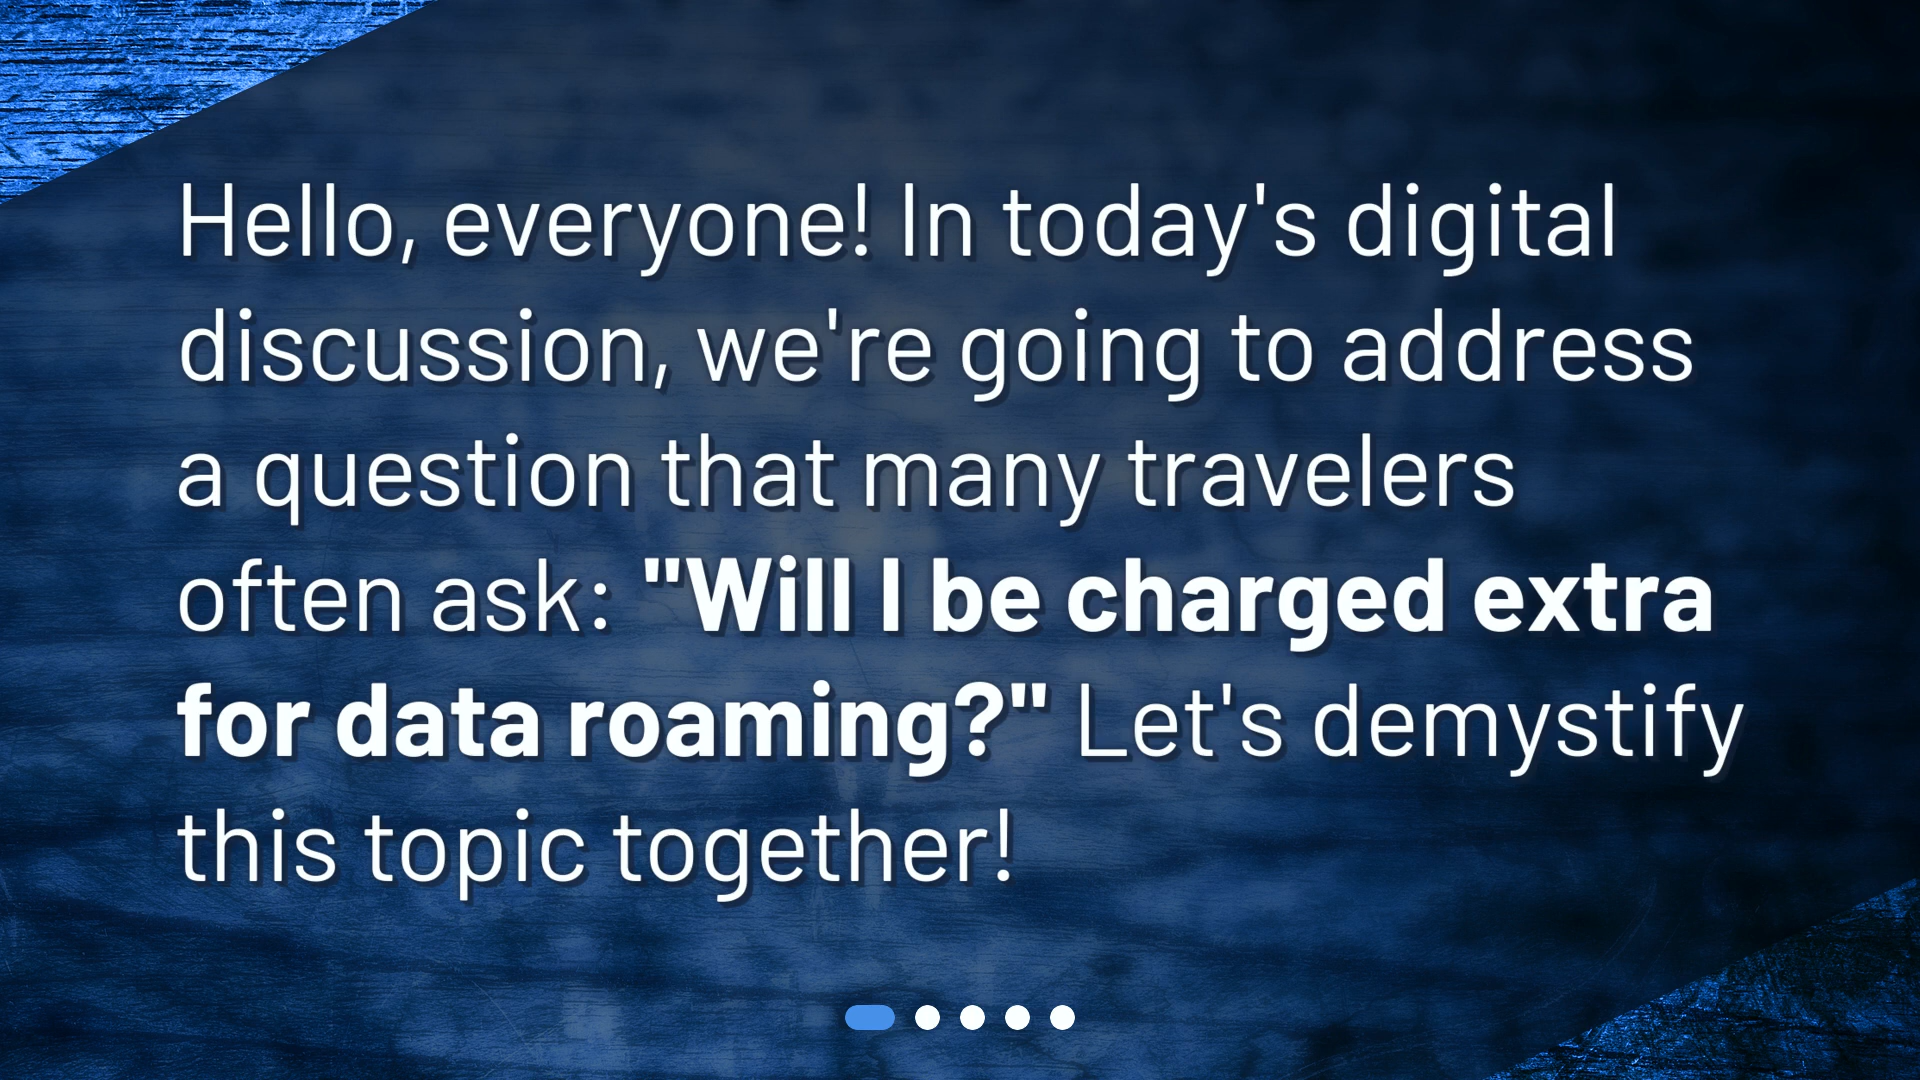 Hello, everyone! In today's digital
discussion, we're going to address
a question that many travelers
often ask: "Will I be charged extra
for data roaming?" Let's demystify
this topic together!